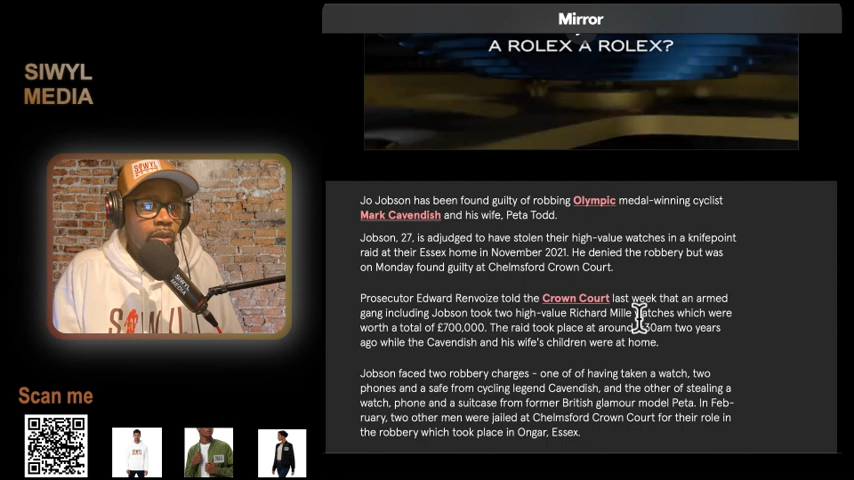 Mirror
A ROLEX A ROLEX?
SIWYL
MEDIA
SIWYL
Jo Jobson has been found guilty of robbing Olympic medal-winning cyclist
Mark Cavendish and his wife, Peta Todd.
Jobson, 27, is adjudged to have stolen their high-value watches in a knifepoint
raid at their Essex home in November 2021. He denied the robbery but was
on Monday found guilty at Chelmsford Crown Court.
Prosecutor Edward Renvoize told the Crown Court last week that an armed
gang including Jobson took two high-value Richard Mille watches which were
worth a total of £700,000. The raid took place at around two years
ago while the Cavendish and his wife's children were at home.
Jobson faced two robbery charges - one of of having taken a watch, two
phones and a safe from cycling legend Cavendish, and the other of stealing a
watch, phone and a suitcase from former British glamour model Peta. In Feb-
ruary, two other men were jailed at Chelmsford Crown Court for their role in
the robbery which took place in Ongar, Essex.
Scan me